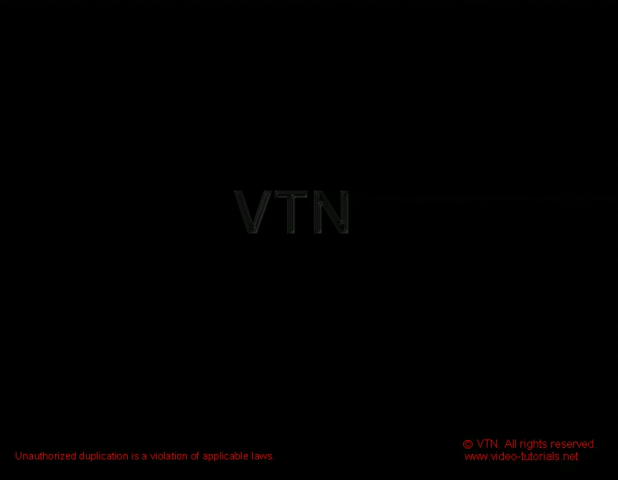 VTN
© VTN. All rights reserved.
Unauthorized duplication is a violation of applicable laws.
www.video-tutorials.net